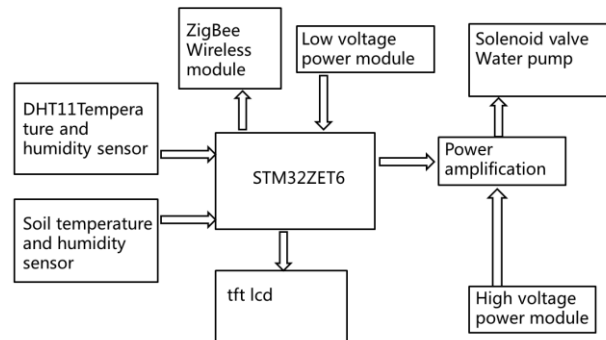 ZigBee
Wireless
module
Low voltage
power module
Solenoid valve
Water pump
DHT11Tempera
ture and
humidity sensor
STM32ZET6
Power
amplification
Soil temperature
and humidity
sensor
tft lcd
High voltage
power module